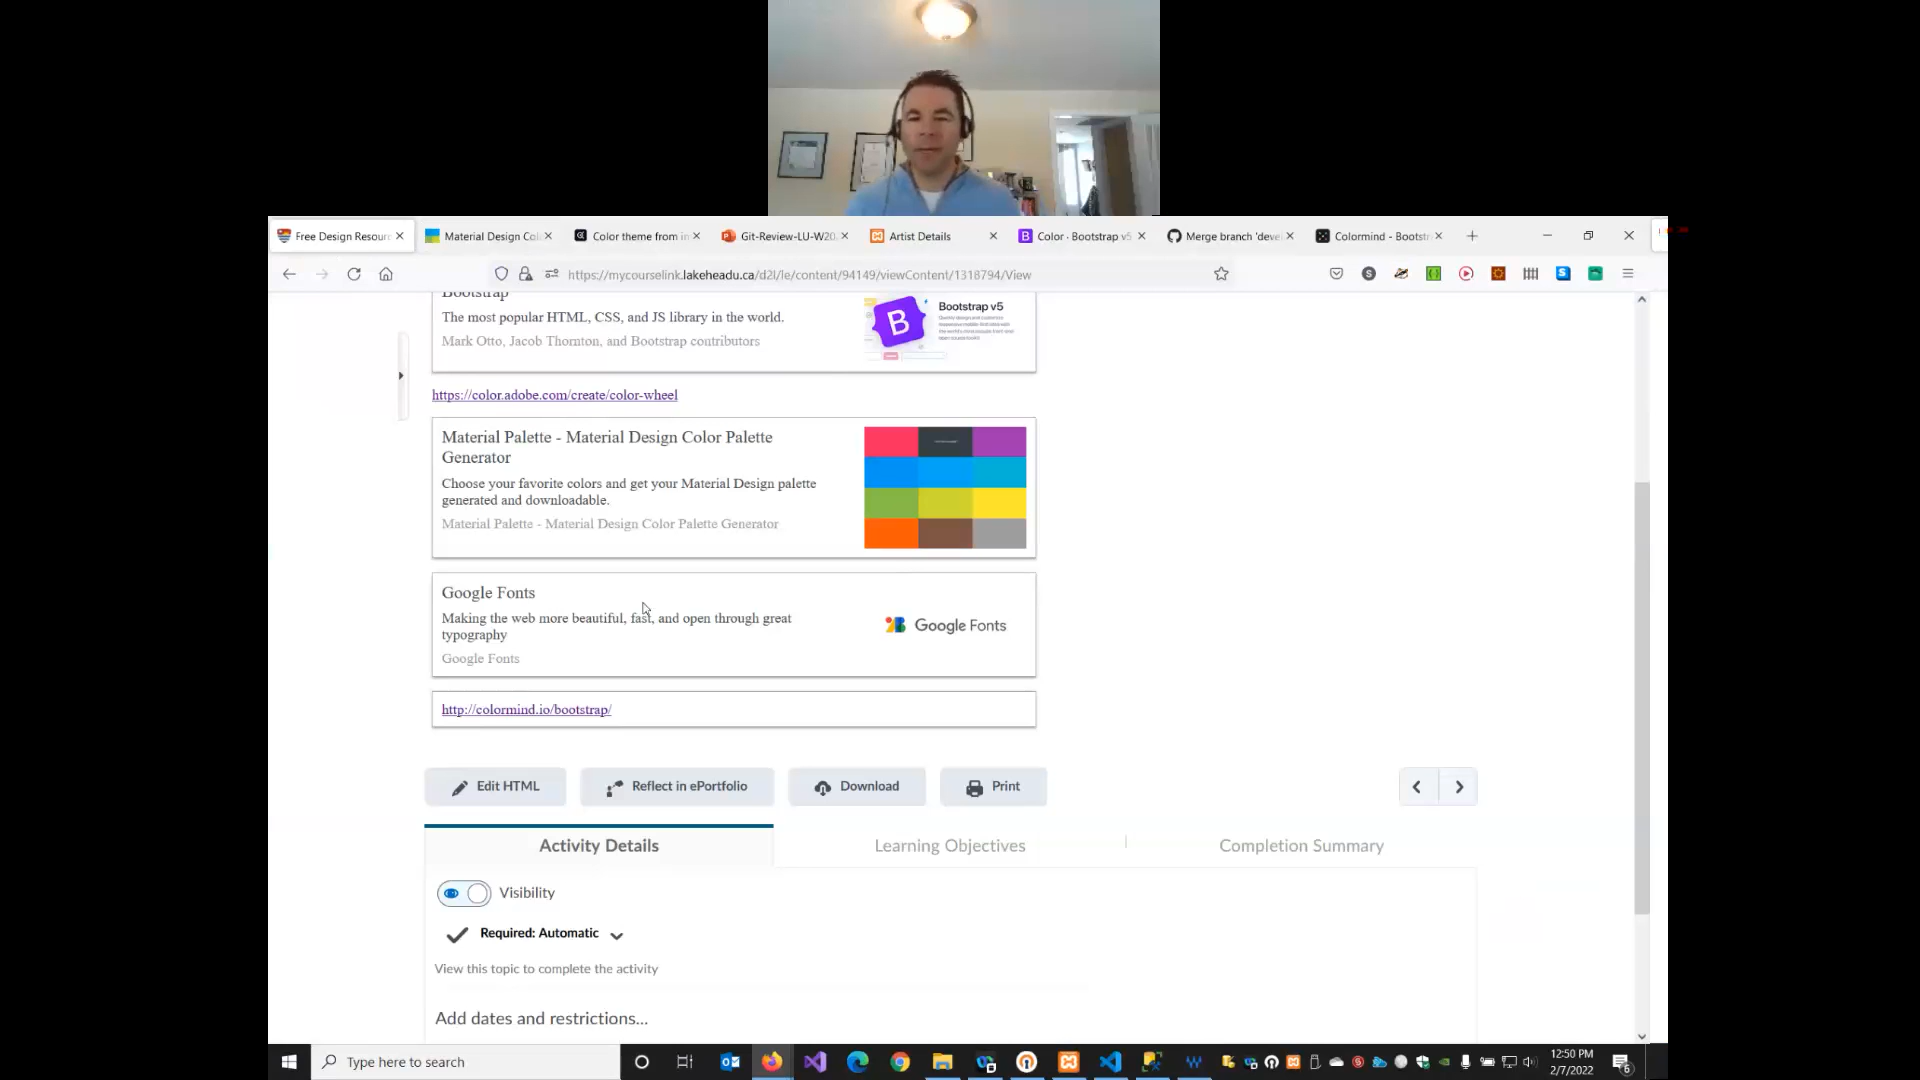 Free Design Resour
Material Design Col
Color theme from im
Git-Review-LU-W20
Artist Details
Color · Bootstrap v5
Merge branch 'deve
Colormind - Bootstr
https://mycourselink.lakeheadu.ca/d2l/le/content/94149/viewContent/1318794/View
Bootstrap
The most popular HTML, CSS, and JS library in the world.
Mark Otto, Jacob Thornton, and Bootstrap contributors
B
Bootstrap v5
https://color.adobe.com/create/color-wheel
Material Palette - Material Design Color Palette
Generator
Choose your favorite colors and get your Material Design palette
generated and downloadable.
Material Palette - Material Design Color Palette Generator
Google Fonts
Making the web more beautiful, fast, and open through great
typography
Google Fonts
Google Fonts
http://colormind.io/bootstrap/
Edit HTML
Reflect in ePortfolio
Download
Print
Activity Details
Learning Objectives
Completion Summary
Visibility
Required: Automatic
View this topic to complete the activity
Add dates and restrictions...
Type here to search
12:50 PM
2/7/2022